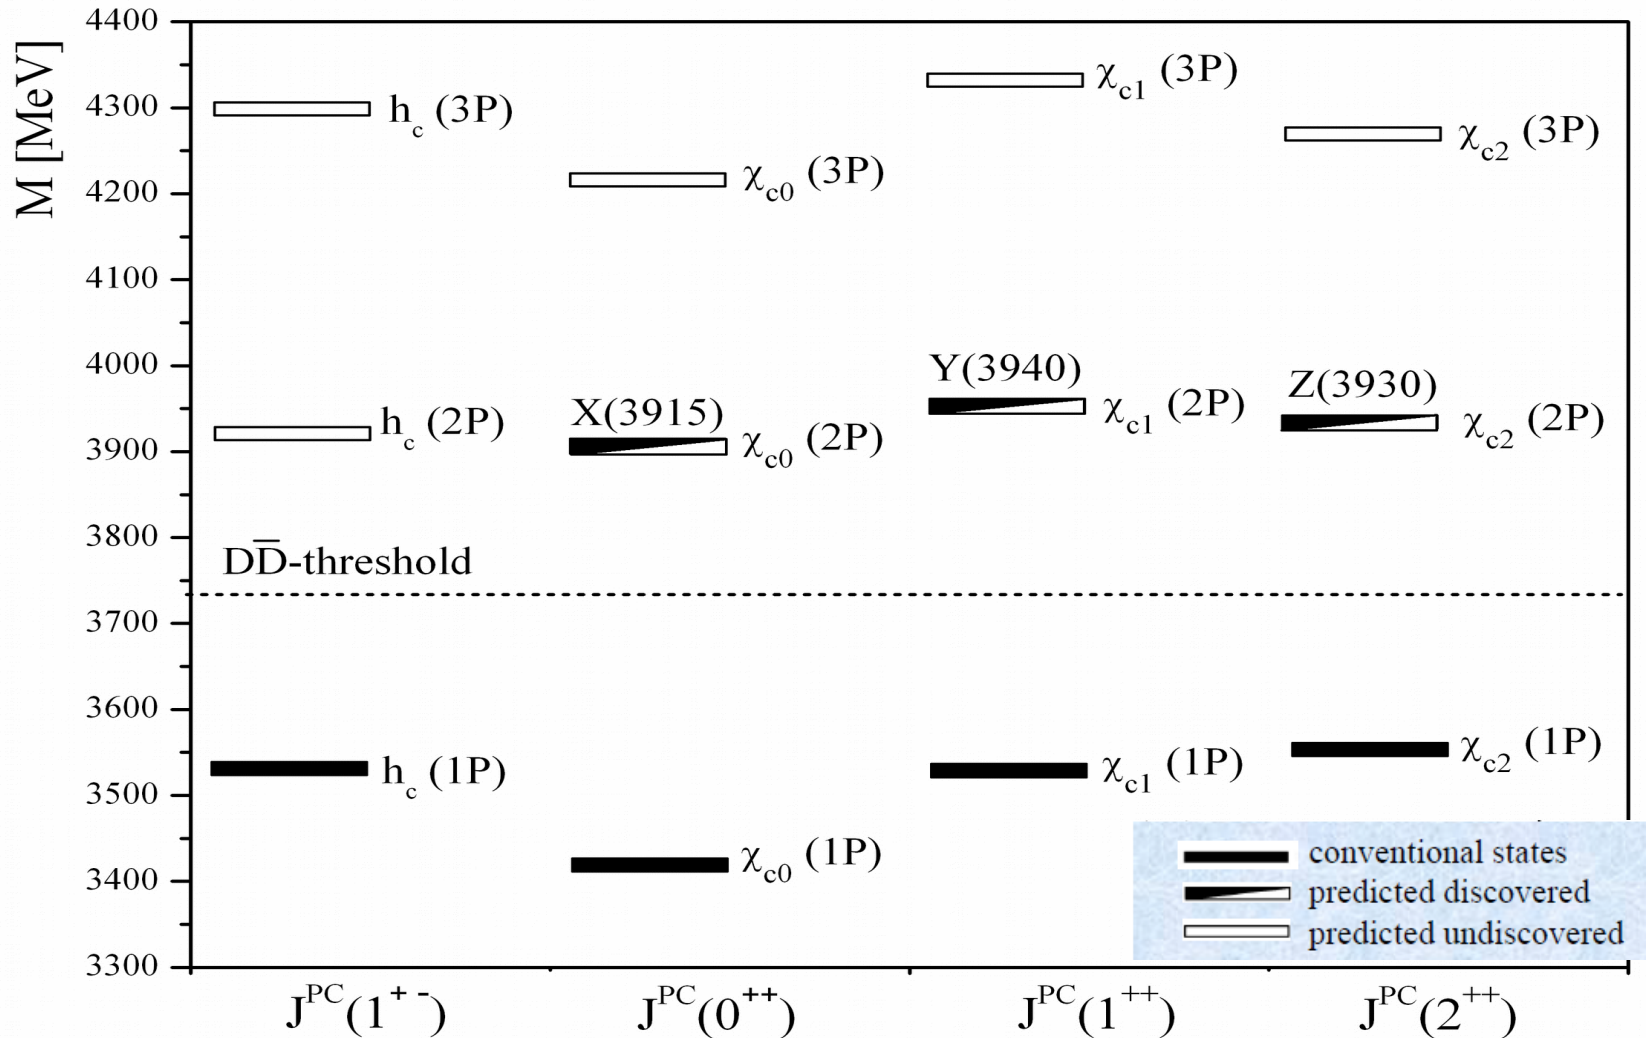 M [MeV]
4400
4300
4200
4100
4000
3900
3800
3700
3600
3500
3400
3300
h_c (3P)
χ_c0 (3P)
χ_c1 (3P)
χ_c2 (3P)
h_c (2P)
X(3915)
χ_c0 (2P)
Y(3940)
χ_c1 (2P)
Z(3930)
χ_c2 (2P)
DD̅-threshold
h_c (1P)
χ_c0 (1P)
χ_c1 (1P)
χ_c2 (1P)
conventional states
predicted discovered
predicted undiscovered
J^PC(1^+ -)
J^PC(0^++)
J^PC(1^++)
J^PC(2^++)